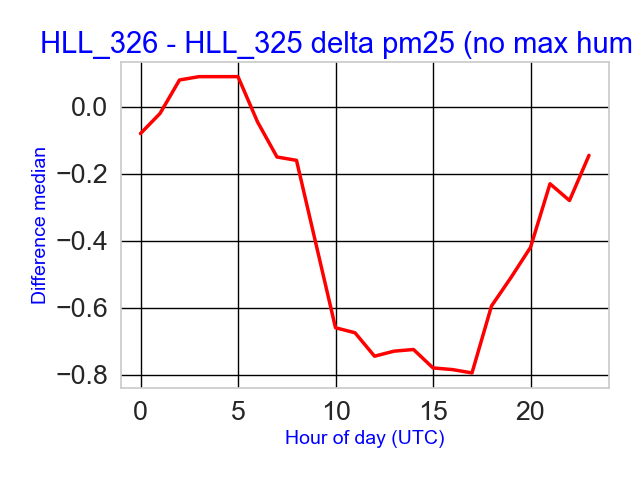 HLL_326 - HLL_325 delta pm25 (no max hum
0.0
−0.2
−0.4
−0.6
−0.8
Difference median
0 5 10 15 20
Hour of day (UTC)